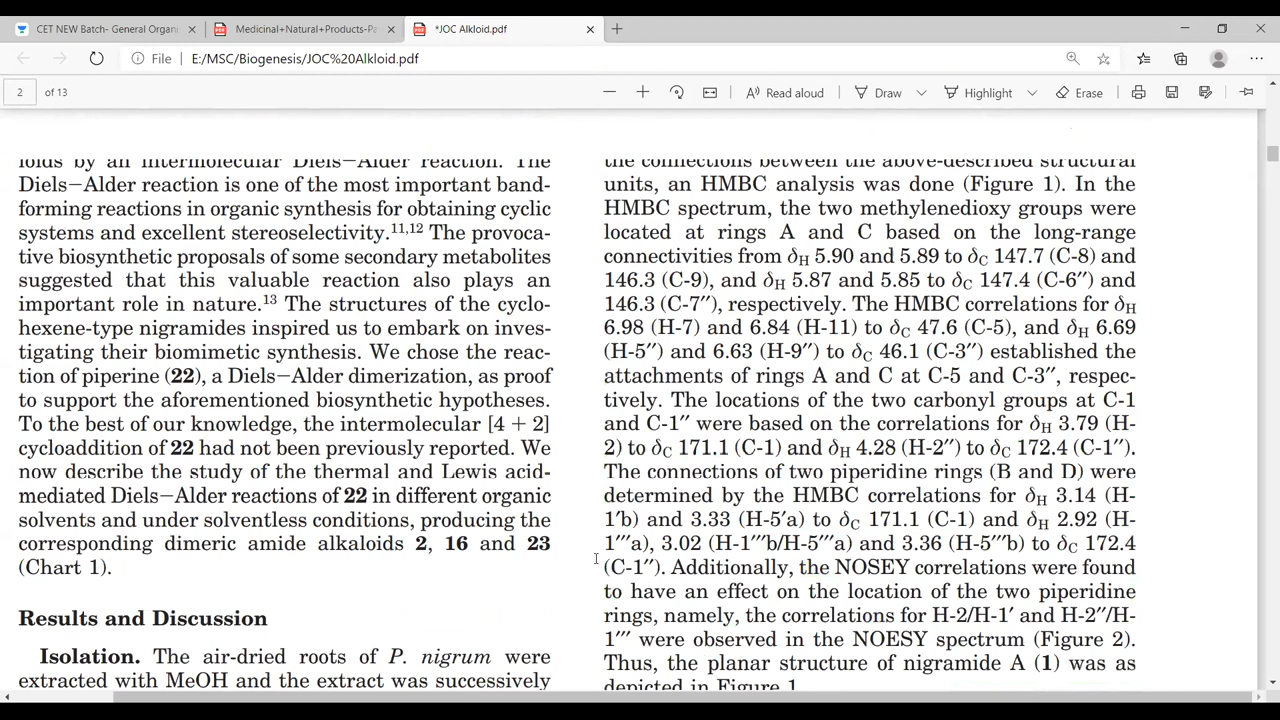 CET NEW Batch- General Organi
Medicinal+Natural+Products-Pa
*JOC Alkloid.pdf
File
E:/MSC/Biogenesis/JOC%20Alkloid.pdf
2 of 13
Read aloud
Draw
Highlight
Erase
loids by an intermolecular Diels−Alder reaction. The
Diels−Alder reaction is one of the most important band-
forming reactions in organic synthesis for obtaining cyclic
systems and excellent stereoselectivity.11,12 The provoca-
tive biosynthetic proposals of some secondary metabolites
suggested that this valuable reaction also plays an
important role in nature.13 The structures of the cyclo-
hexene-type nigramides inspired us to embark on inves-
tigating their biomimetic synthesis. We chose the reac-
tion of piperine (22), a Diels−Alder dimerization, as proof
to support the aforementioned biosynthetic hypotheses.
To the best of our knowledge, the intermolecular [4 + 2]
cycloaddition of 22 had not been previously reported. We
now describe the study of the thermal and Lewis acid-
mediated Diels−Alder reactions of 22 in different organic
solvents and under solventless conditions, producing the
corresponding dimeric amide alkaloids 2, 16 and 23
(Chart 1).
Results and Discussion
Isolation. The air-dried roots of P. nigrum were
extracted with MeOH and the extract was successively
the connections between the above-described structural
units, an HMBC analysis was done (Figure 1). In the
HMBC spectrum, the two methylenedioxy groups were
located at rings A and C based on the long-range
connectivities from δH 5.90 and 5.89 to δC 147.7 (C-8) and
146.3 (C-9), and δH 5.87 and 5.85 to δC 147.4 (C-6″) and
146.3 (C-7″), respectively. The HMBC correlations for δH
6.98 (H-7) and 6.84 (H-11) to δC 47.6 (C-5), and δH 6.69
(H-5″) and 6.63 (H-9″) to δC 46.1 (C-3″) established the
attachments of rings A and C at C-5 and C-3″, respec-
tively. The locations of the two carbonyl groups at C-1
and C-1″ were based on the correlations for δH 3.79 (H-
2) to δC 171.1 (C-1) and δH 4.28 (H-2″) to δC 172.4 (C-1″).
The connections of two piperidine rings (B and D) were
determined by the HMBC correlations for δH 3.14 (H-
1′b) and 3.33 (H-5′a) to δC 171.1 (C-1) and δH 2.92 (H-
1‴a), 3.02 (H-1‴b/H-5‴a) and 3.36 (H-5‴b) to δC 172.4
(C-1″). Additionally, the NOSEY correlations were found
to have an effect on the location of the two piperidine
rings, namely, the correlations for H-2/H-1′ and H-2″/H-
1‴ were observed in the NOESY spectrum (Figure 2).
Thus, the planar structure of nigramide A (1) was as
depicted in Figure 1